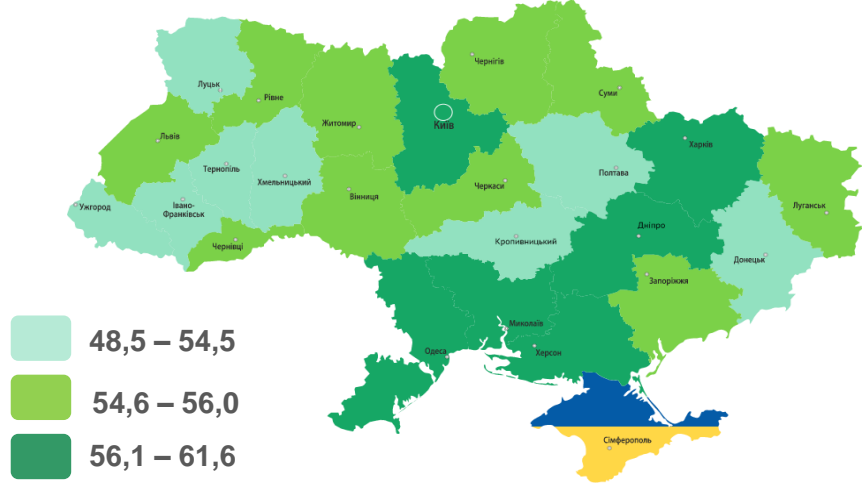 Чернігів
Луцьк
Рівне
Суми
Київ
Житомир
Львів
Харків
Тернопіль
Полтава
Хмельницький
Черкаси
Вінниця
Ужгород
Івано-
Франківськ
Луганськ
Дніпро
Чернівці
Кропивницький
Донецьк
Запоріжжя
Миколаїв
48,5 – 54,5
Одеса
Херсон
54,6 – 56,0
Сімферополь
56,1 – 61,6